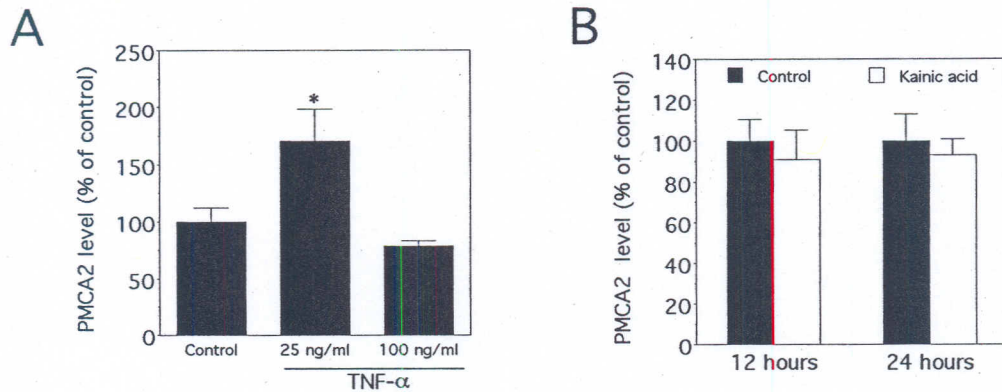 A
PMCA2 level (% of control)
250
200
150
100
50
0
*
Control
25 ng/ml
100 ng/ml
TNF-α
B
PMCA2 level (% of control)
140
120
100
80
60
40
20
0
Control
Kainic acid
12 hours
24 hours